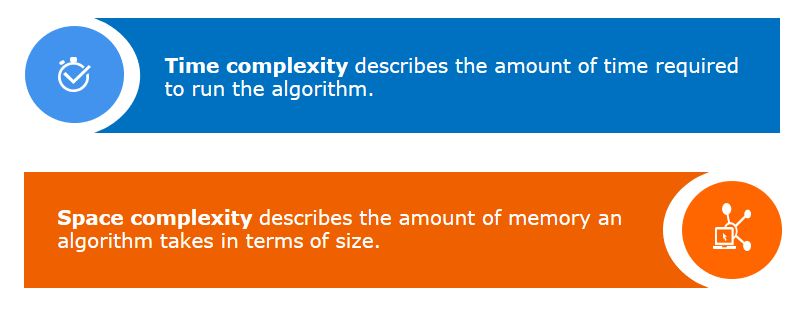 Time complexity describes the amount of time required
to run the algorithm.
Space complexity describes the amount of memory an
algorithm takes in terms of size.